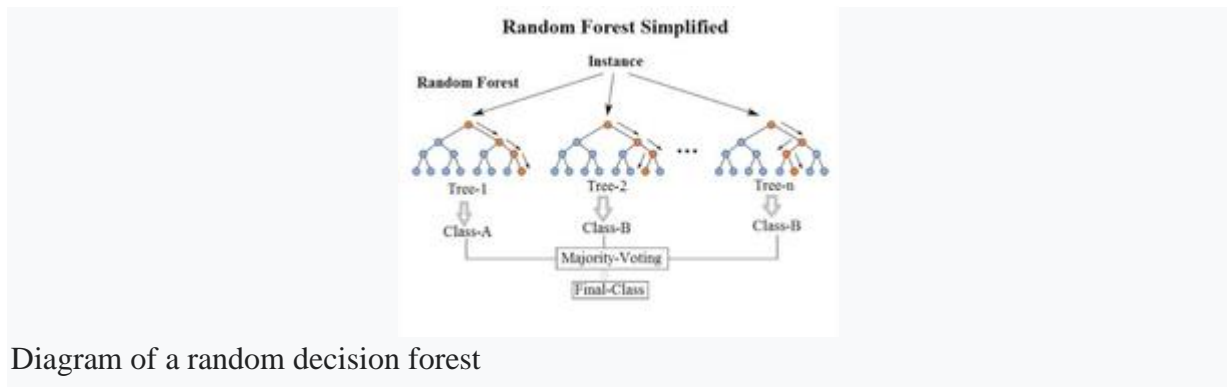 Random Forest Simplified
Instance
Random Forest
...
Tree-1 Tree-2 Tree-n
Class-A Class-B Class-B
Majority-Voting
Final-Class
Diagram of a random decision forest